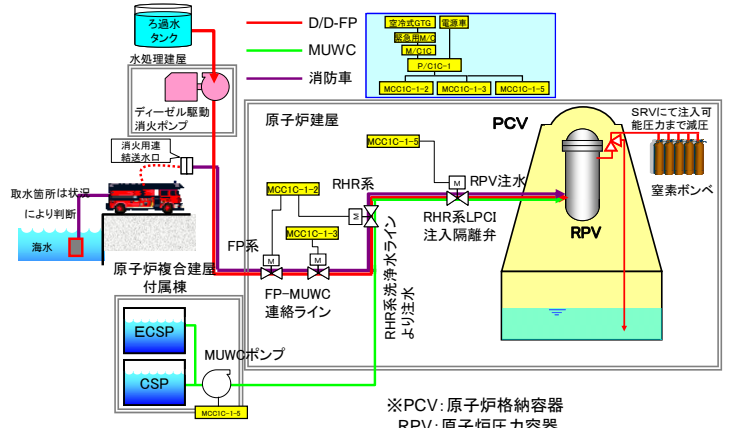 ろ過水
タンク
水処理建屋
D/D-FP
MUWC
消防車
空冷式GTG
電源車
緊急用M/C
M/C1C
P/C1C-1
MCC1C-1-2
MCC1C-1-3
MCC1C-1-5
ディーゼル駆動
消火ポンプ
消火用連
結送水口
取水箇所は状況
により判断
海水
原子炉建屋
PCV
SRVにて注入可
能圧力まで減圧
窒素ボンベ
RPV
MCC1C-1-5
M
RPV注水
RHR系LPCI
注入隔離弁
MCC1C-1-2
RHR系
M
MCC1C-1-3
FP系
M
M
FP-MUWC
連絡ライン
RHR系洗浄水ライン
より注水
原子炉複合建屋
付属棟
ECSP
CSP
MUWCポンプ
※PCV:原子炉格納容器
RPV:原子炉圧力容器